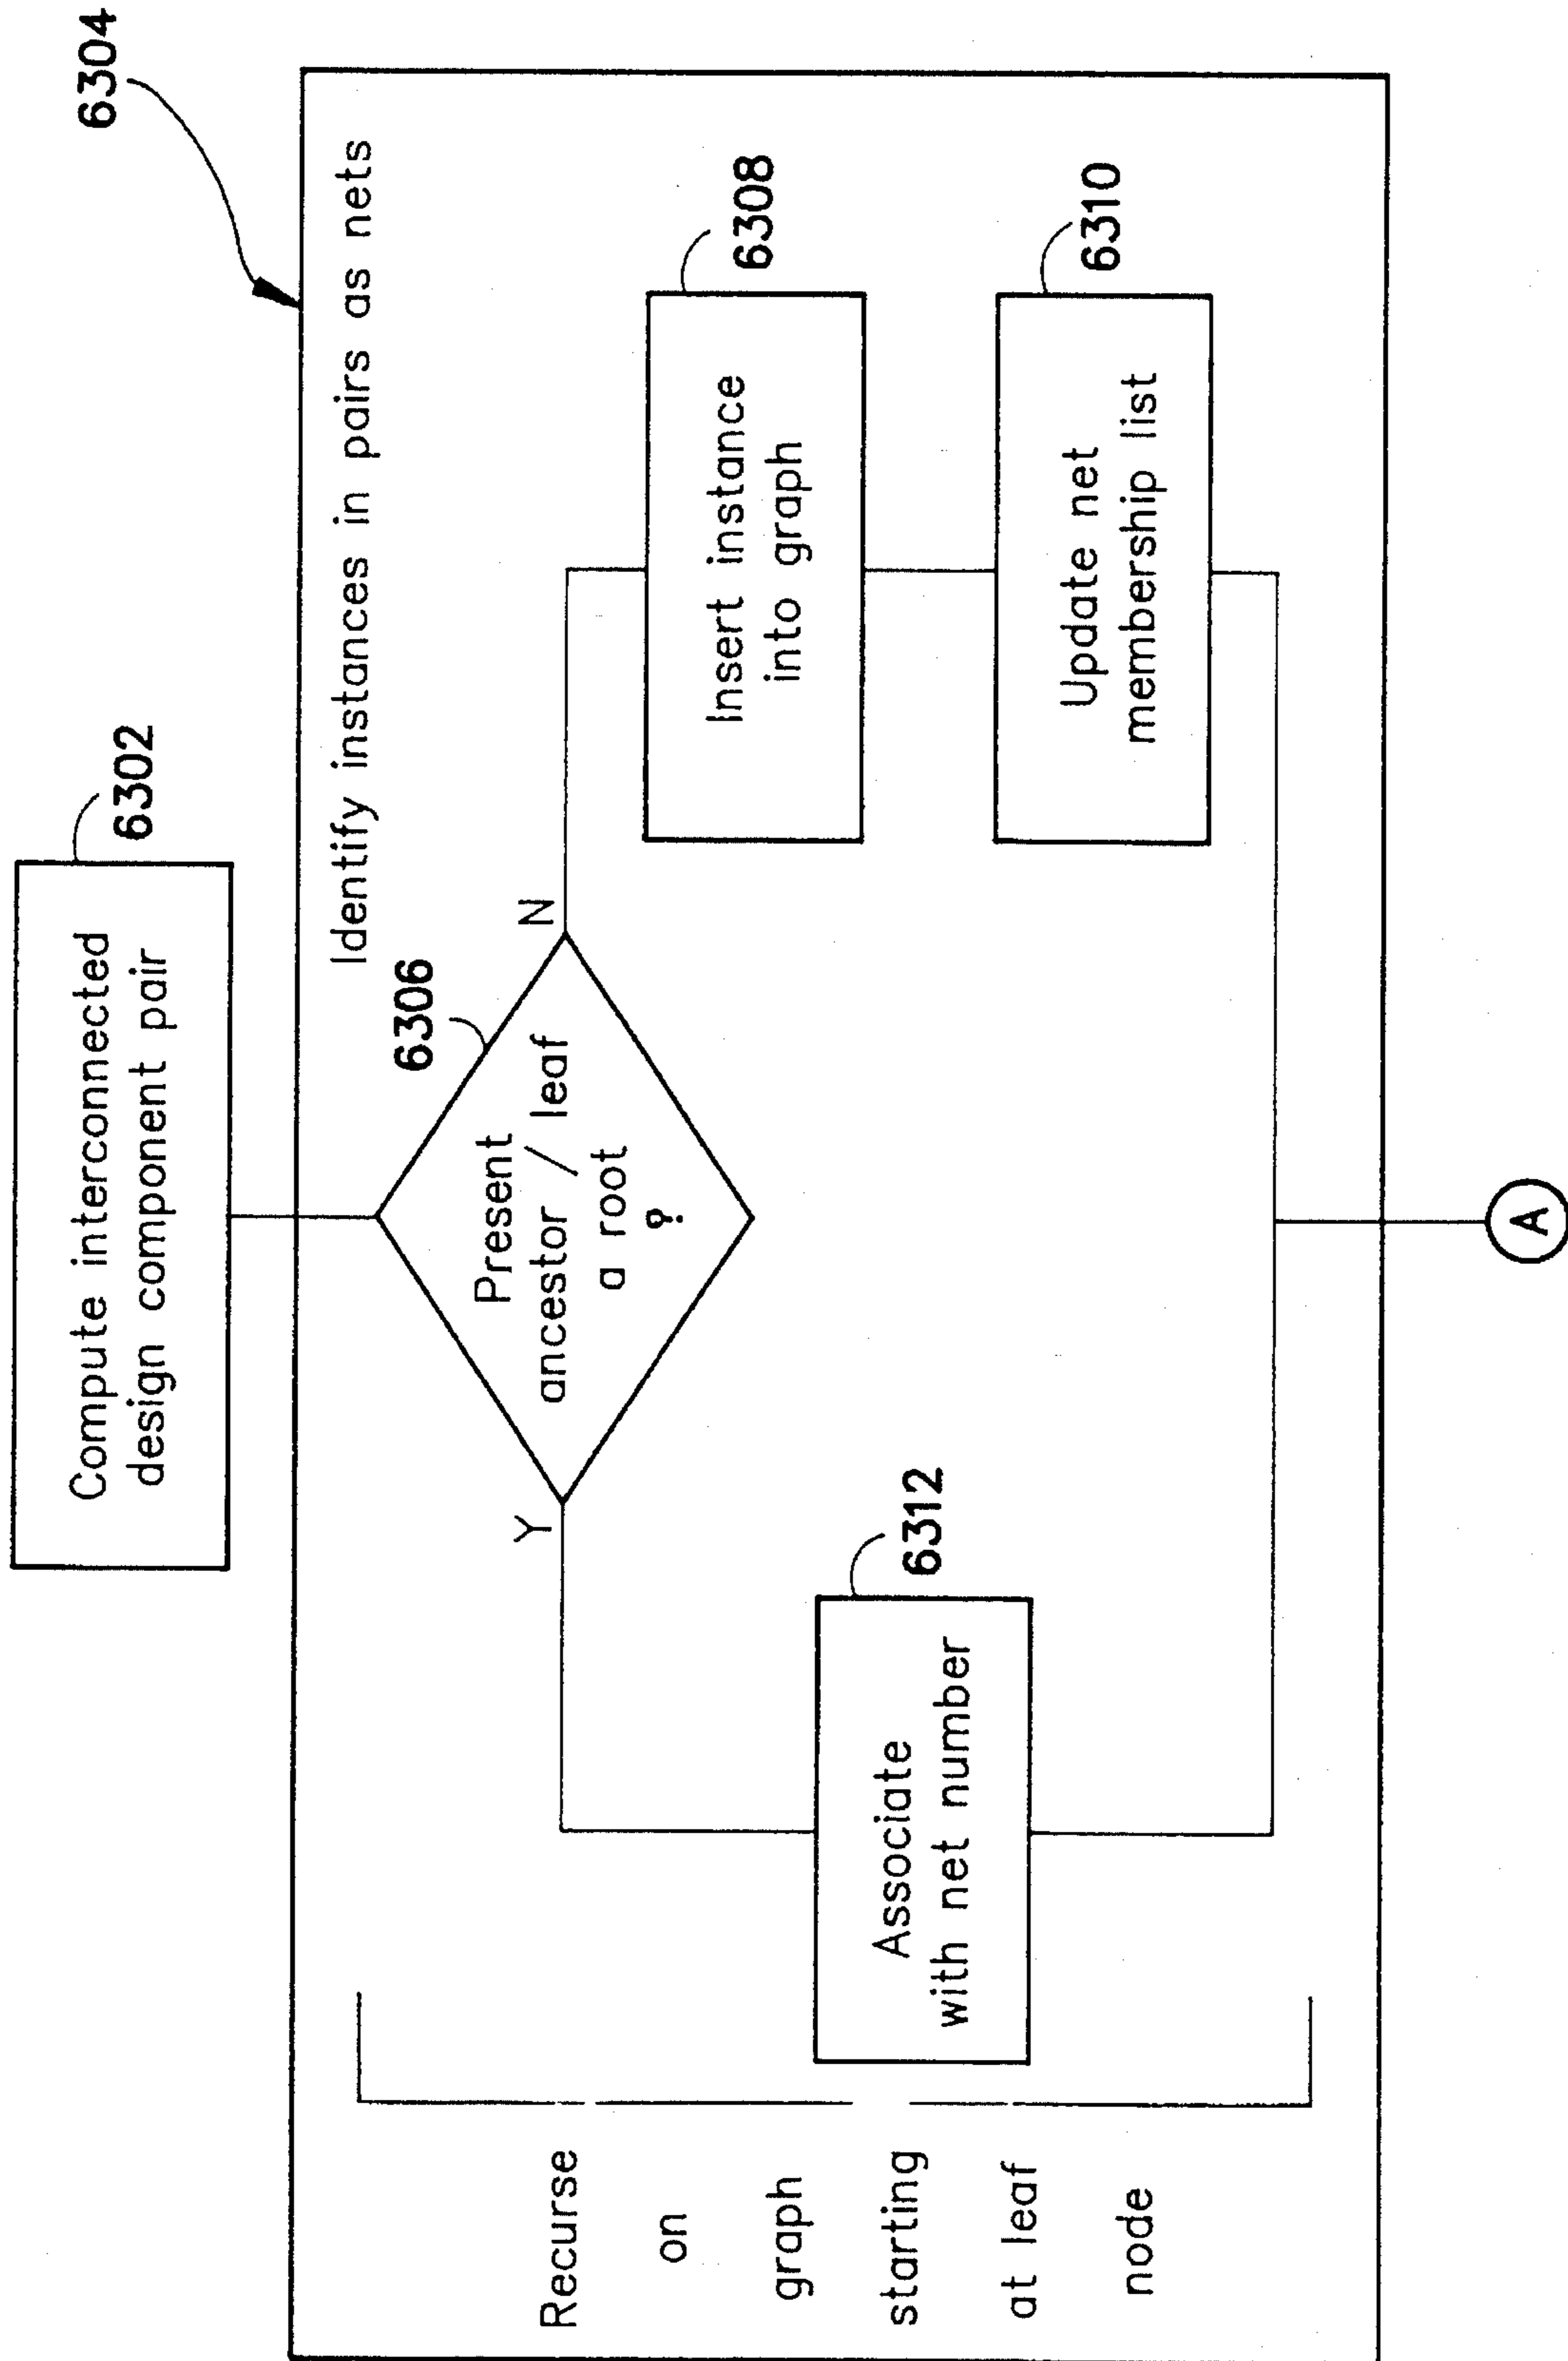 6304
Compute interconnected
design component pair
6302
Identify instances in pairs as nets
6306
Present
ancestor / leaf
a root
?
Y
N
Insert instance
into graph
6308
Update net
membership list
6310
Associate
with net number
6312
Recurse
on
graph
starting
at leaf
node
A